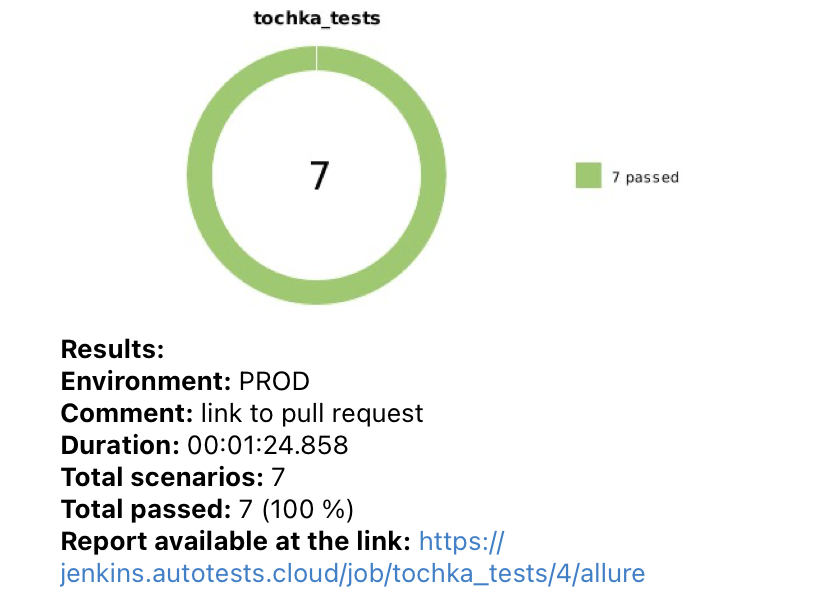 tochka_tests
7
7 passed
Results:
Environment: PROD
Comment: link to pull request
Duration: 00:01:24.858
Total scenarios: 7
Total passed: 7 (100 %)
Report available at the link: https://
jenkins.autotests.cloud/job/tochka_tests/4/allure